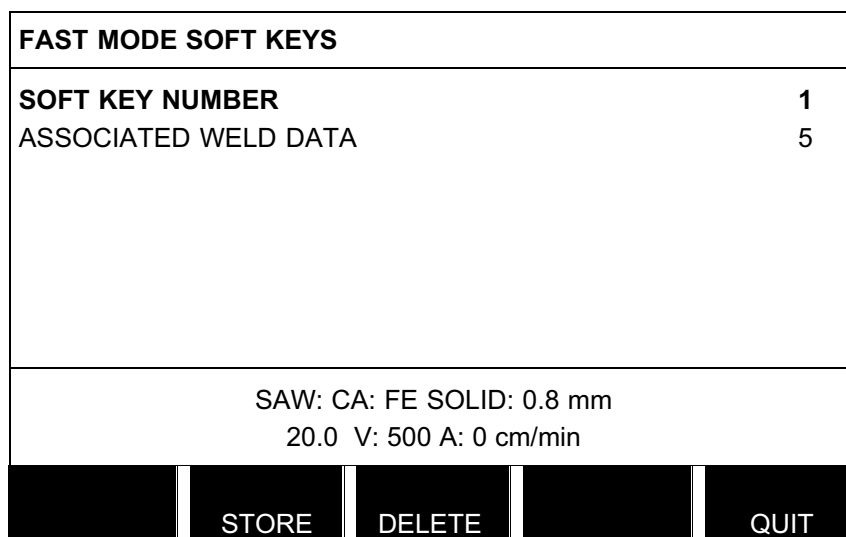 FAST MODE SOFT KEYS
SOFT KEY NUMBER 1
ASSOCIATED WELD DATA 5
SAW: CA: FE SOLID: 0.8 mm
20.0 V: 500 A: 0 cm/min
STORE DELETE QUIT